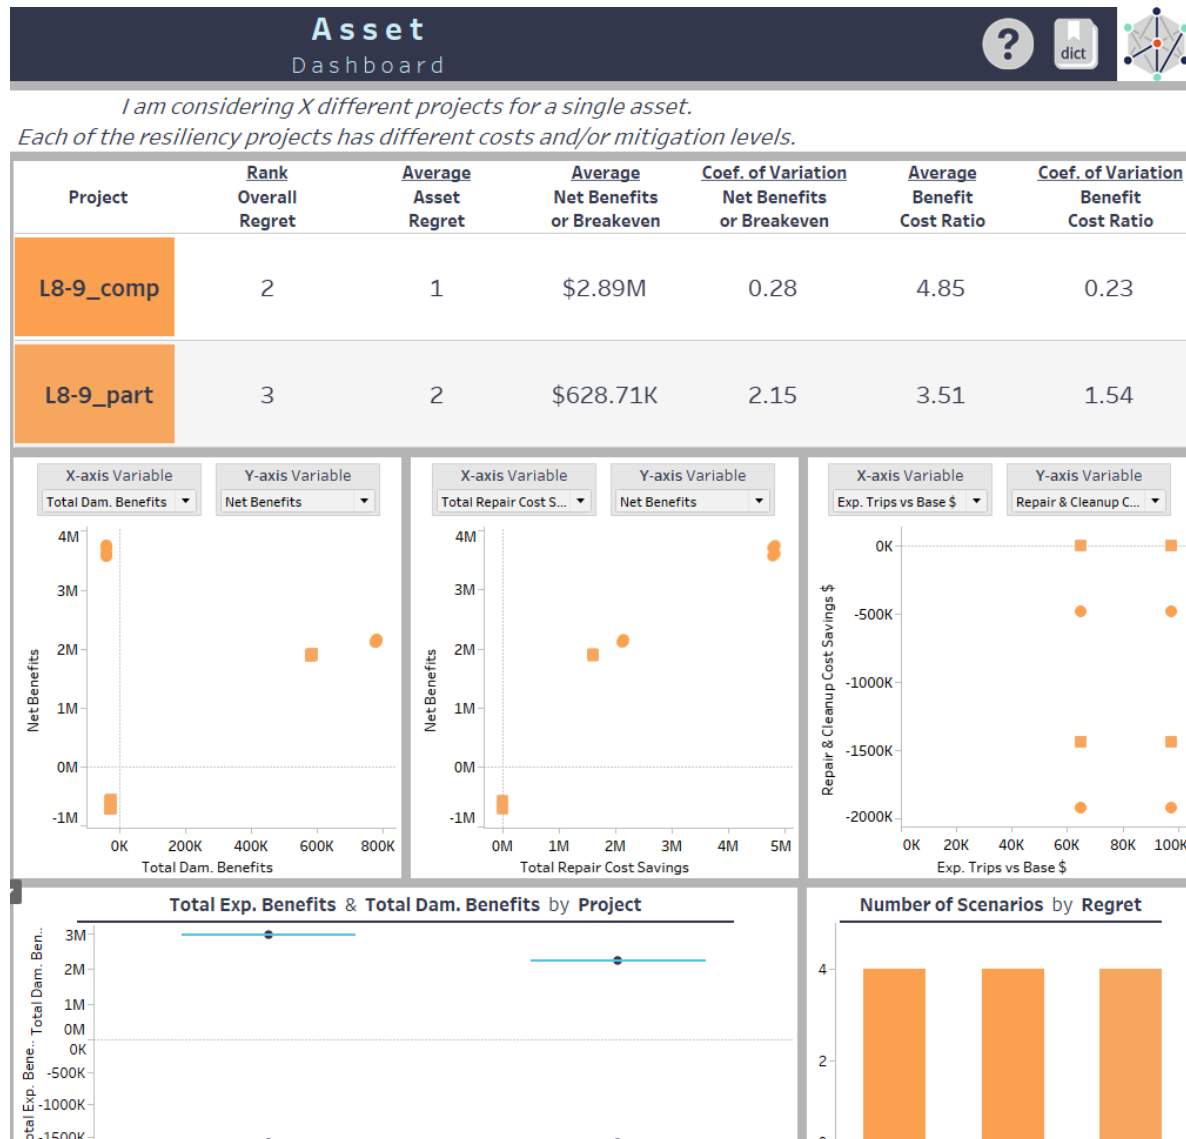 Asset
Dashboard
?
dict
I am considering X different projects for a single asset.
Each of the resiliency projects has different costs and/or mitigation levels.
Project
Rank Overall Regret
Average Asset Regret
Average Net Benefits or Breakeven
Coef. of Variation Net Benefits or Breakeven
Average Benefit Cost Ratio
Coef. of Variation Benefit Cost Ratio
L8-9_comp 2 1 $2.89M 0.28 4.85 0.23
L8-9_part 3 2 $628.71K 2.15 3.51 1.54
X-axis Variable Y-axis Variable
Total Dam. Benefits Net Benefits
4M
3M
2M
1M
0M
-1M
Net Benefits
0K 200K 400K 600K 800K
Total Dam. Benefits
X-axis Variable Y-axis Variable
Total Repair Cost S... Net Benefits
4M
3M
2M
1M
0M
-1M
Net Benefits
0M 1M 2M 3M 4M 5M
Total Repair Cost Savings
X-axis Variable Y-axis Variable
Exp. Trips vs Base $ Repair & Cleanup C...
0K
-500K
-1000K
-1500K
-2000K
Repair & Cleanup Cost Savings $
0K 20K 40K 60K 80K 100K
Exp. Trips vs Base $
Total Exp. Benefits & Total Dam. Benefits by Project
Total Dam. Ben..
3M
2M
1M
0M
0K
-500K
-1000K
-1500K
Exp. Bene..
Number of Scenarios by Regret
4
2